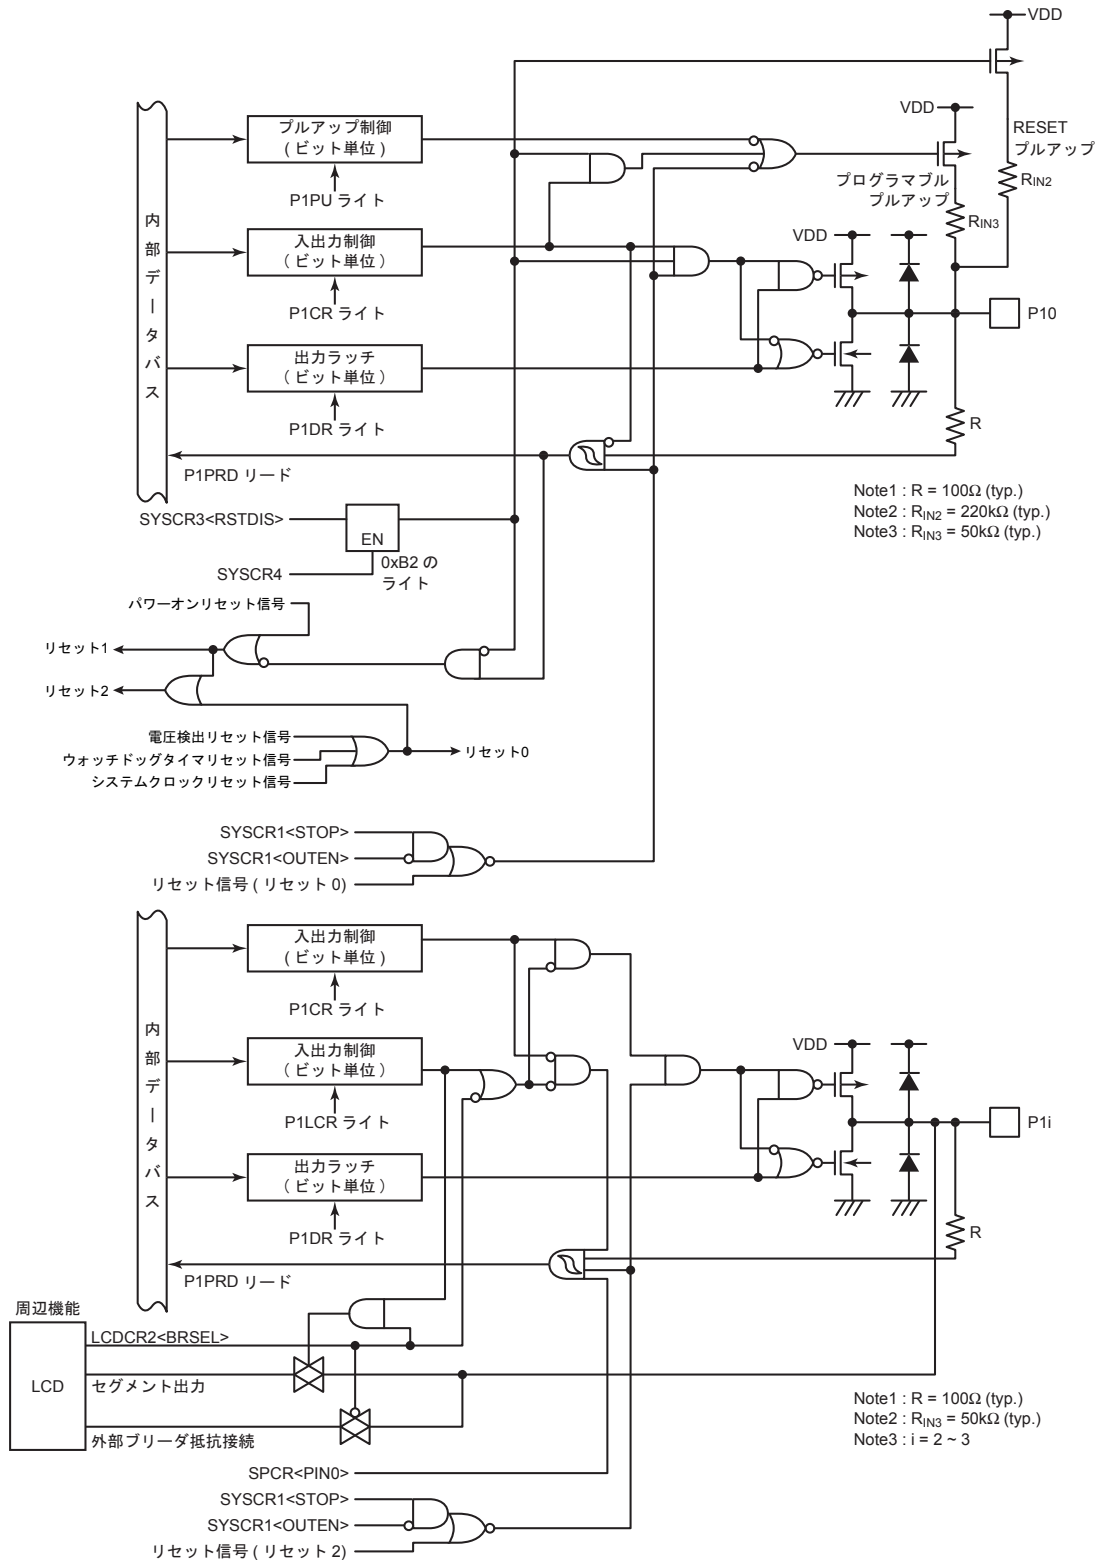 VDD
VDD
RESET
プルアップ
プルアップ制御
( ビット単位 )
プログラマブル
プルアップ
RIN2
P1PU ライト
RIN3
内部データバス
入出力制御
( ビット単位 )
VDD
P1CR ライト
P10
出力ラッチ
( ビット単位 )
P1DR ライト
R
P1PRD リード
Note1 : R = 100Ω (typ.)
Note2 : RIN2 = 220kΩ (typ.)
Note3 : RIN3 = 50kΩ (typ.)
SYSCR3<RSTDIS>
EN
0xB2 の
ライト
SYSCR4
パワーオンリセット信号
リセット1
リセット2
電圧検出リセット信号
ウォッチドッグタイマリセット信号
リセット0
システムクロックリセット信号
SYSCR1<STOP>
SYSCR1<OUTEN>
リセット信号 ( リセット 0)
入出力制御
( ビット単位 )
P1CR ライト
内部データバス
入出力制御
( ビット単位 )
VDD
P1LCR ライト
P1i
出力ラッチ
( ビット単位 )
P1DR ライト
R
P1PRD リード
周辺機能
LCDCR2<BRSEL>
LCD
セグメント出力
外部ブリーダ抵抗接続
Note1 : R = 100Ω (typ.)
Note2 : RIN3 = 50kΩ (typ.)
Note3 : i = 2 ~ 3
SPCR<PIN0>
SYSCR1<STOP>
SYSCR1<OUTEN>
リセット信号 ( リセット 2)